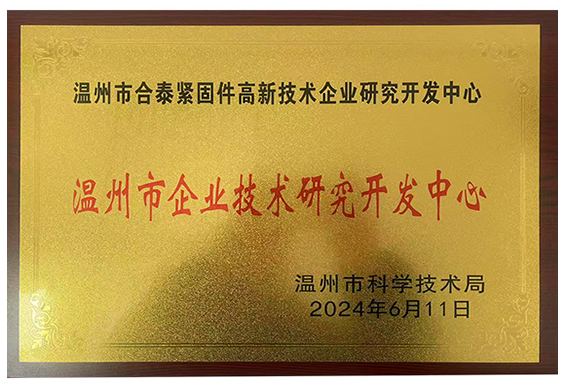 温州市合泰紧固件高新技术企业研究开发中心
温州市企业技术研究开发中心
温州市科学技术局
2024年6月11日